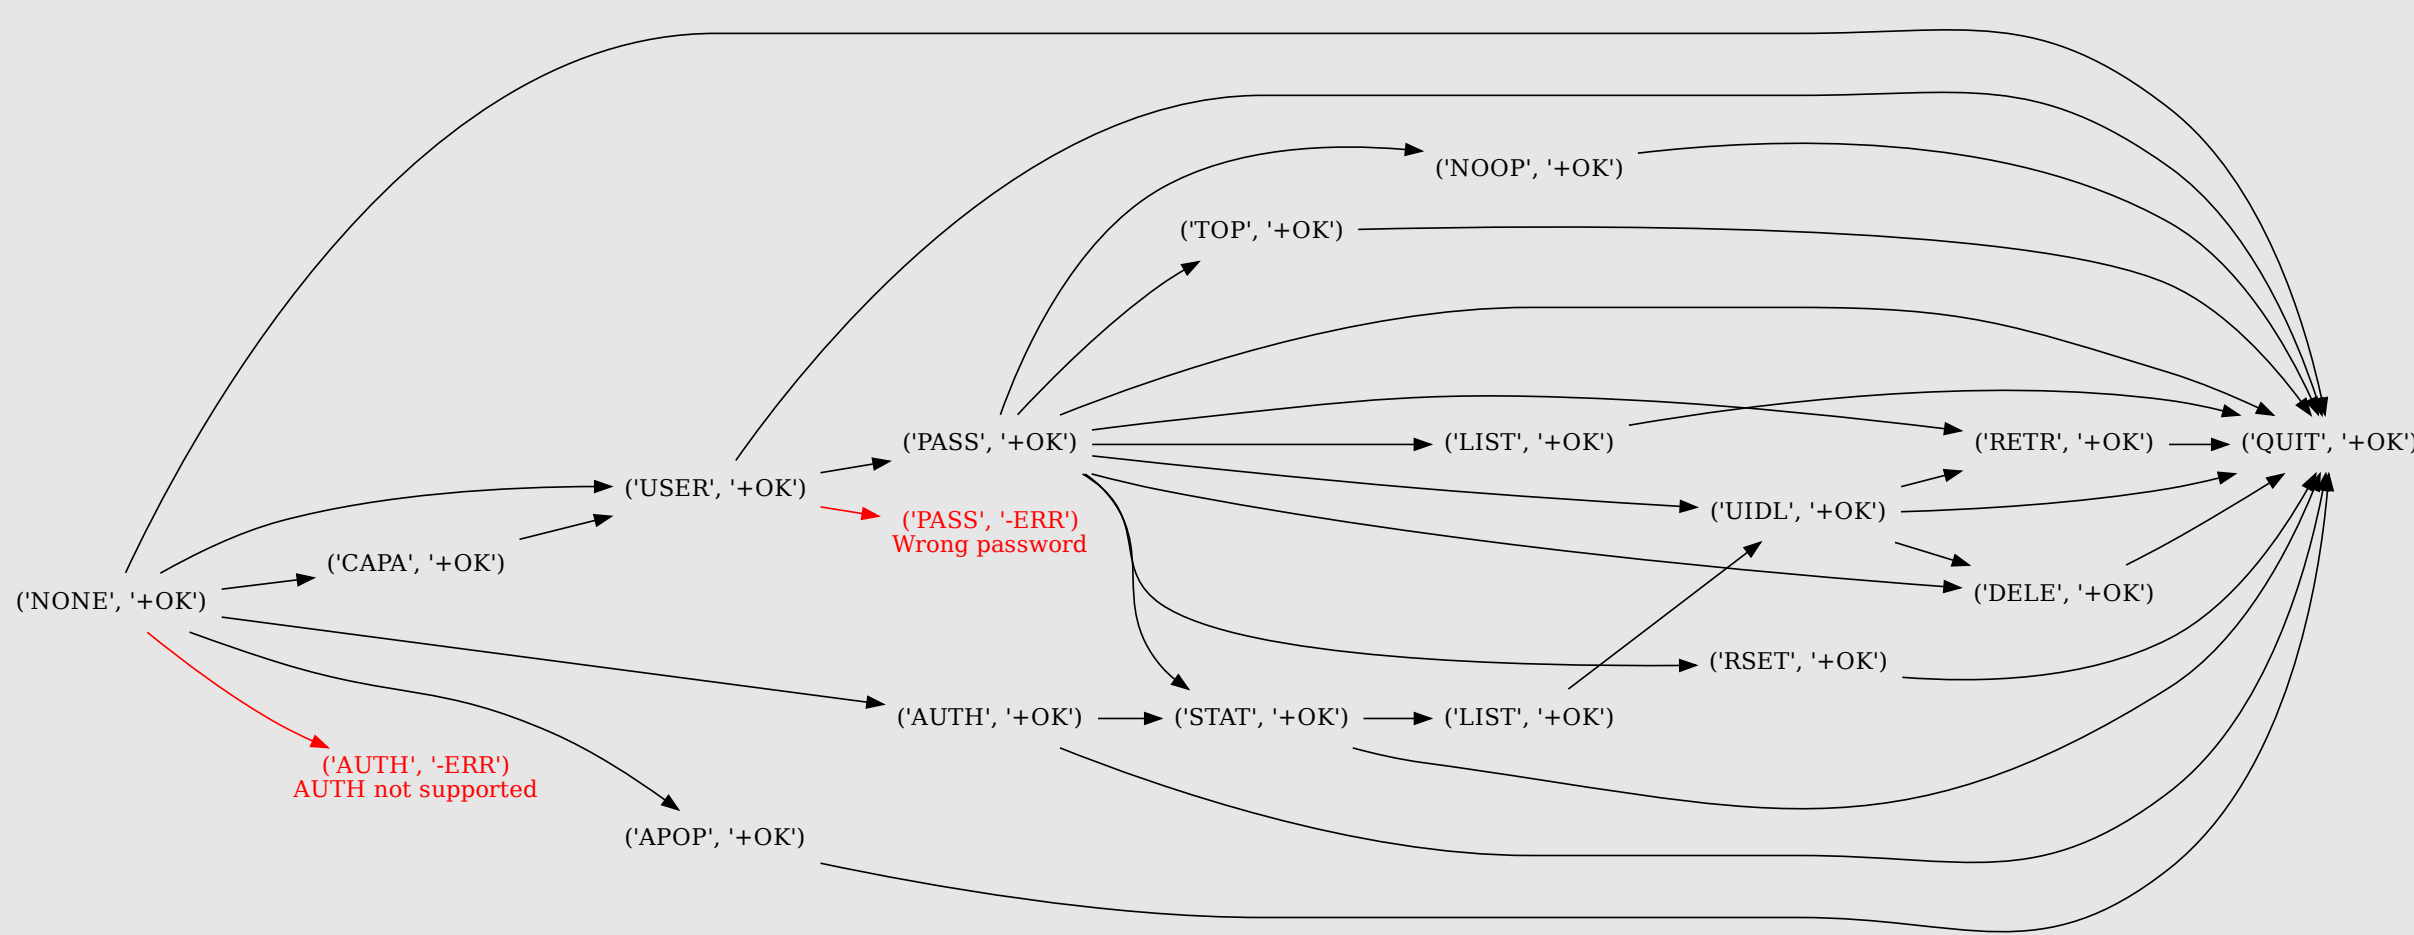 ('NOOP', '+OK')
('TOP', '+OK')
('PASS', '+OK')
('LIST', '+OK')
('RETR', '+OK')
('QUIT', '+OK')
('USER', '+OK')
('PASS', '-ERR')
Wrong password
('UIDL', '+OK')
('CAPA', '+OK')
('NONE', '+OK')
('DELE', '+OK')
('RSET', '+OK')
('AUTH', '+OK')
('STAT', '+OK')
('LIST', '+OK')
('AUTH', '-ERR')
AUTH not supported
('APOP', '+OK')